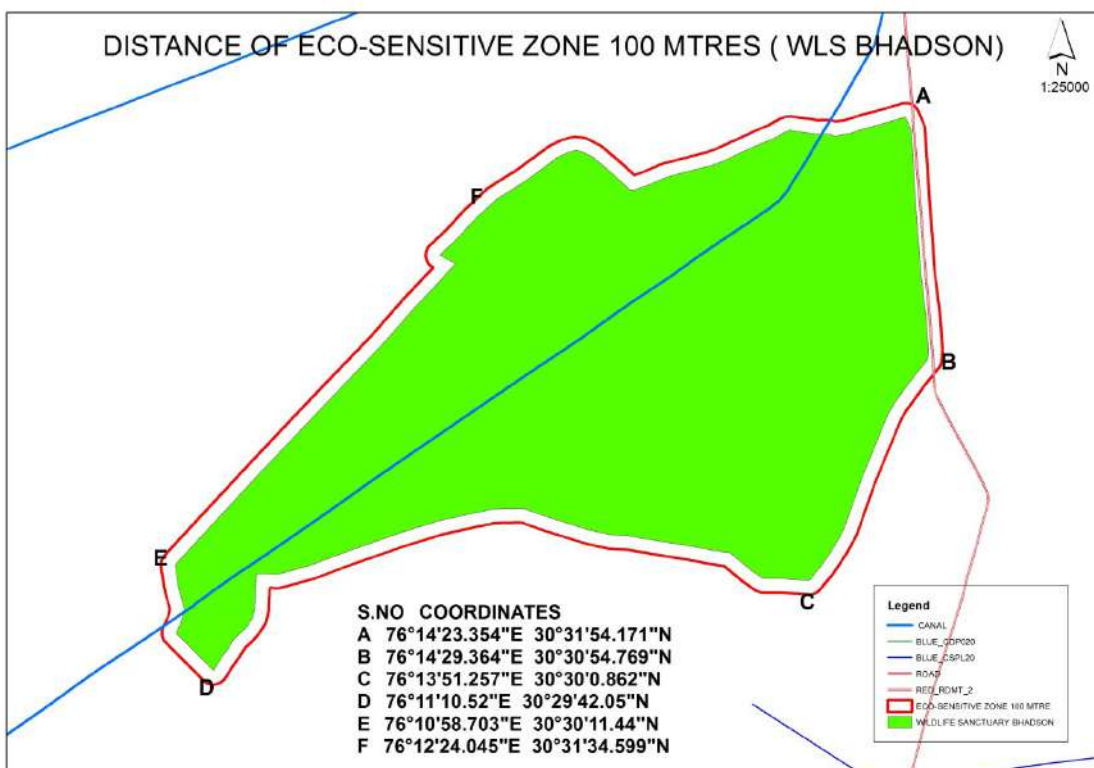 DISTANCE OF ECO-SENSITIVE ZONE 100 MTRES ( WLS BHADSON)
N
1:25000
A
F
B
E
C
D
S.NO COORDINATES
A 76°14'23.354"E 30°31'54.171"N
B 76°14'29.364"E 30°30'54.769"N
C 76°13'51.257"E 30°30'0.862"N
D 76°11'10.52"E 30°29'42.05"N
E 76°10'58.703"E 30°30'11.44"N
F 76°12'24.045"E 30°31'34.599"N
Legend
CANAL
BLUE_CDP020
BLUE_CSPL20
ROAD
RED_RDMT_2
ECO-SENSITIVE ZONE 100 MTRE
WILDLIFE SANCTUARY BHADSON